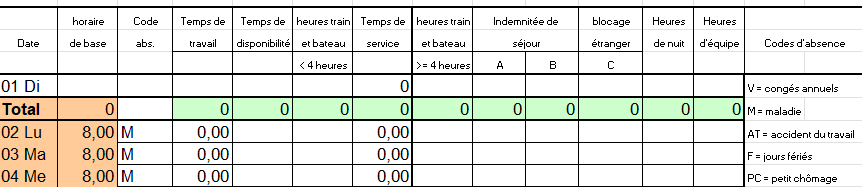 horaire Code Temps de Temps de heures train Temps de heures train Indemnitée de blocage Heures Heures
Date de base abs. travail disponibilité et bateau service et bateau séjour étranger de nuit d'équipe Codes d'absence
< 4 heures >= 4 heures A B C
01 Di 0 V = congés annuels
Total 0 0 0 0 0 0 0 0 0 0 0 M = maladie
02 Lu 8,00 M 0,00 0,00 AT = accident du travail
03 Ma 8,00 M 0,00 0,00 F = jours fériés
04 Me 8,00 M 0,00 0,00 PC = petit chômage